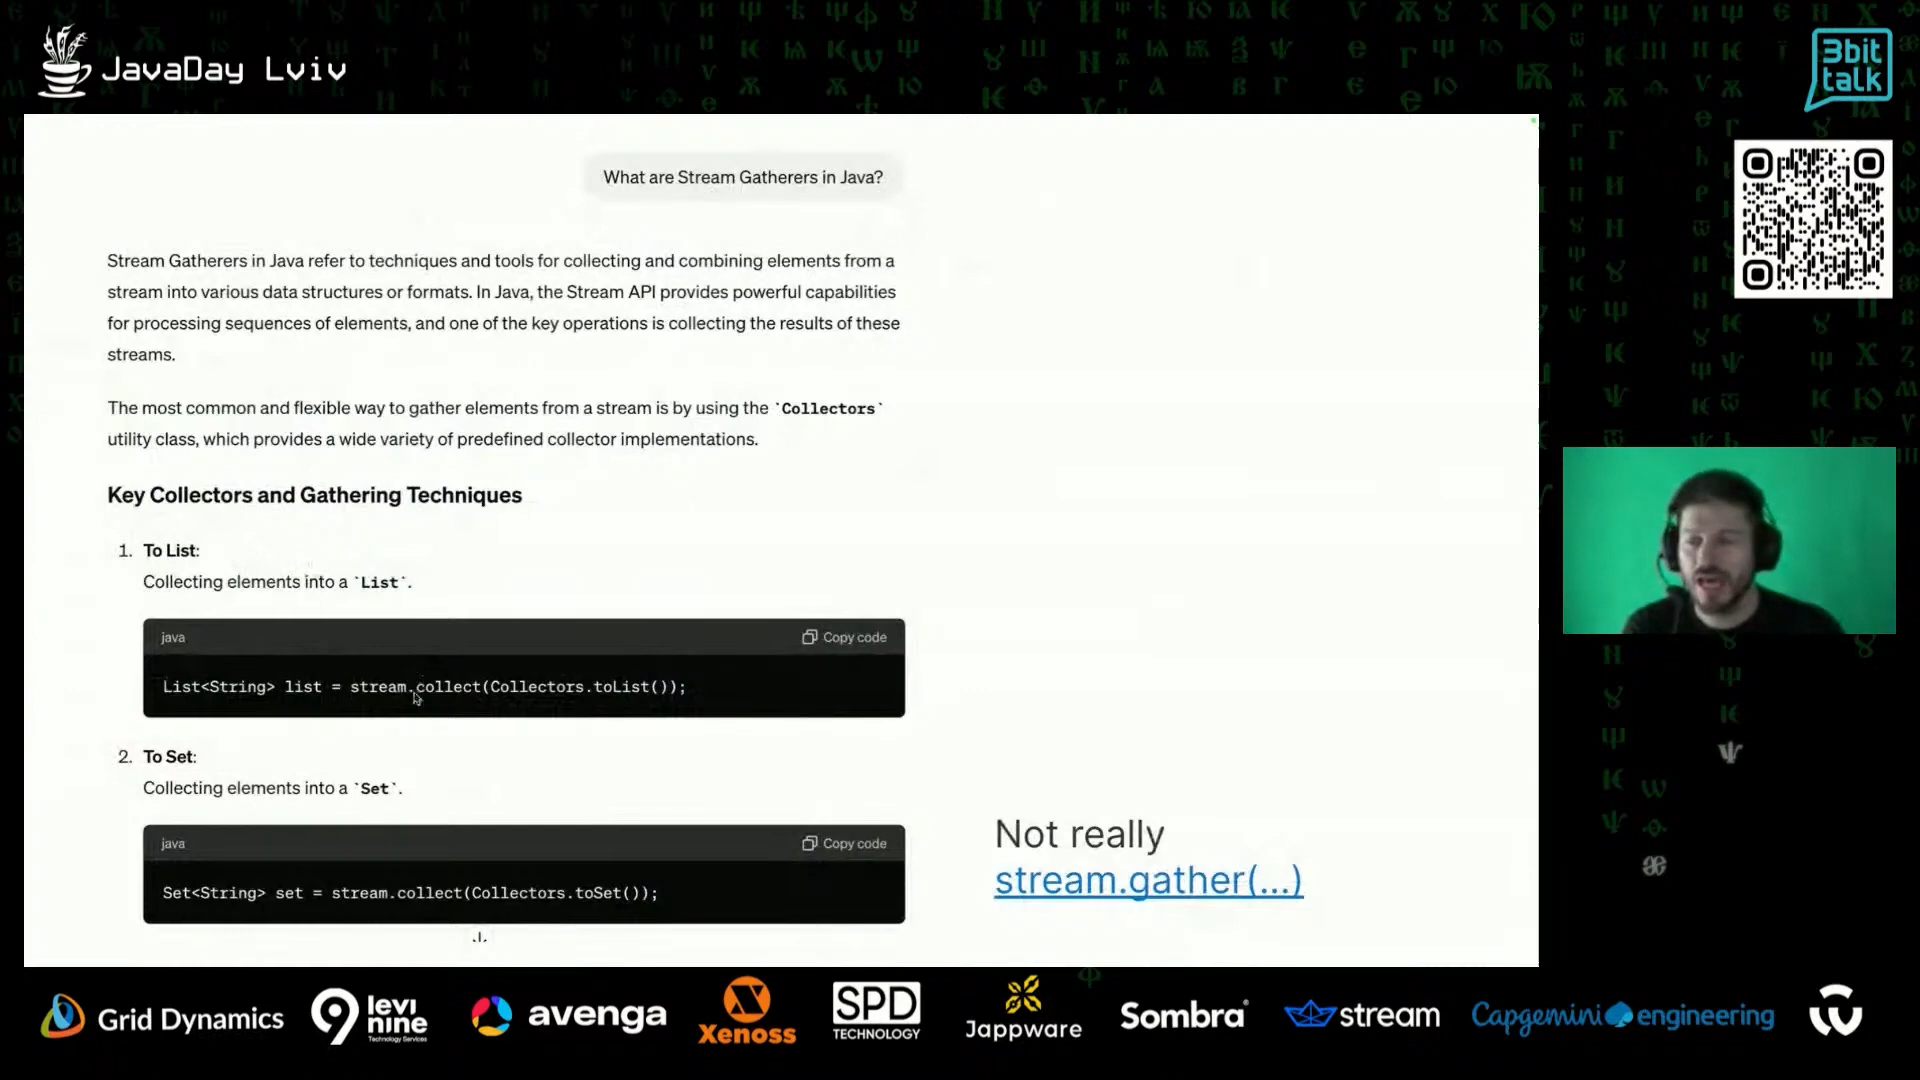 JavaDay Lviv
3bit
talk
What are Stream Gatherers in Java?
Stream Gatherers in Java refer to techniques and tools for collecting and combining elements from a
stream into various data structures or formats. In Java, the Stream API provides powerful capabilities
for processing sequences of elements, and one of the key operations is collecting the results of these
streams.
The most common and flexible way to gather elements from a stream is by using the `Collectors`
utility class, which provides a wide variety of predefined collector implementations.
Key Collectors and Gathering Techniques
1. To List:
Collecting elements into a `List`.
java
Copy code
List<String> list = stream.collect(Collectors.toList());
2. To Set:
Collecting elements into a `Set`.
java
Copy code
Set<String> set = stream.collect(Collectors.toSet());
Not really
stream.gather(...)
Grid Dynamics
levi
nine
Technology Services
avenga
Xenoss
SPD
TECHNOLOGY
Jappware
Sombra
stream
Capgemini engineering